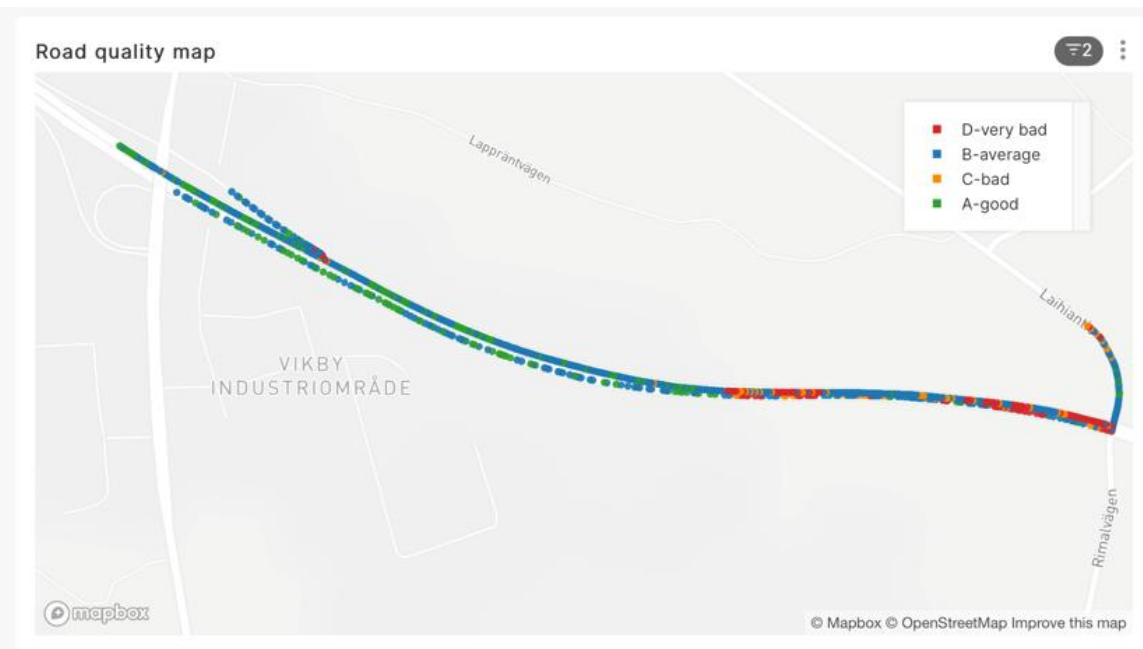 Road quality map
2
Lappräntvägen
D-very bad
B-average
C-bad
A-good
VIKBY
INDUSTRIOMRÅDE
Rimalvägen
mapbox
© Mapbox © OpenStreetMap Improve this map